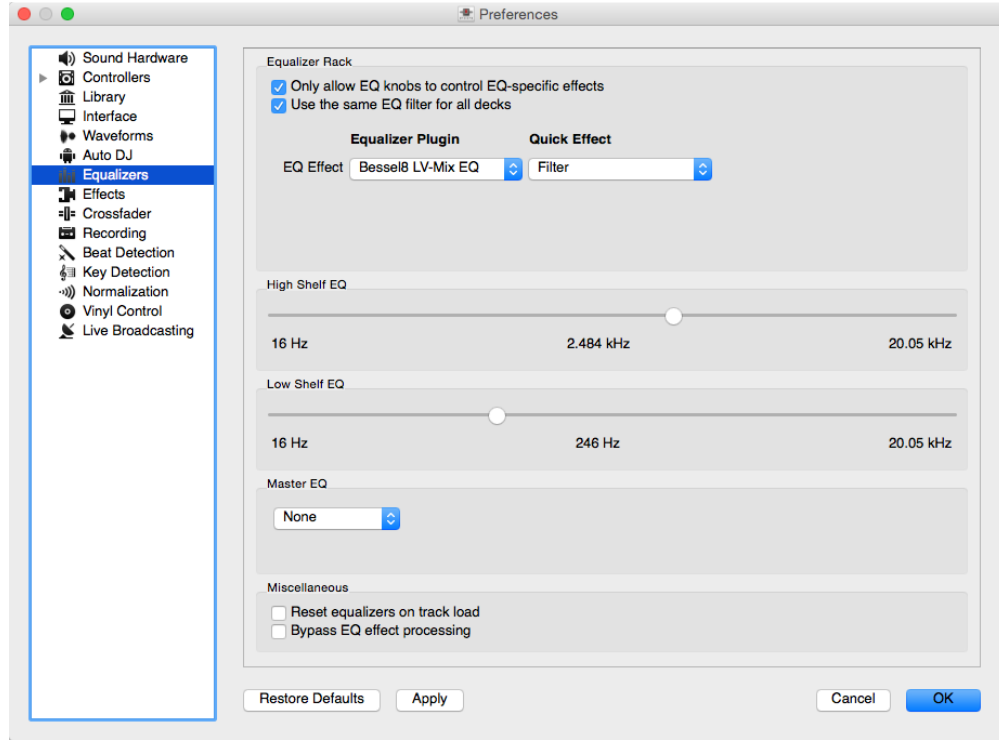 Preferences
Sound Hardware
Controllers
Library
Interface
Waveforms
Auto DJ
Equalizers
Effects
Crossfader
Recording
Beat Detection
Key Detection
Normalization
Vinyl Control
Live Broadcasting
Equalizer Rack
Only allow EQ knobs to control EQ-specific effects
Use the same EQ filter for all decks
Equalizer Plugin Quick Effect
EQ Effect Bessel8 LV-Mix EQ Filter
High Shelf EQ
16 Hz 2.484 kHz 20.05 kHz
Low Shelf EQ
16 Hz 246 Hz 20.05 kHz
Master EQ
None
Miscellaneous
Reset equalizers on track load
Bypass EQ effect processing
Restore Defaults Apply Cancel OK